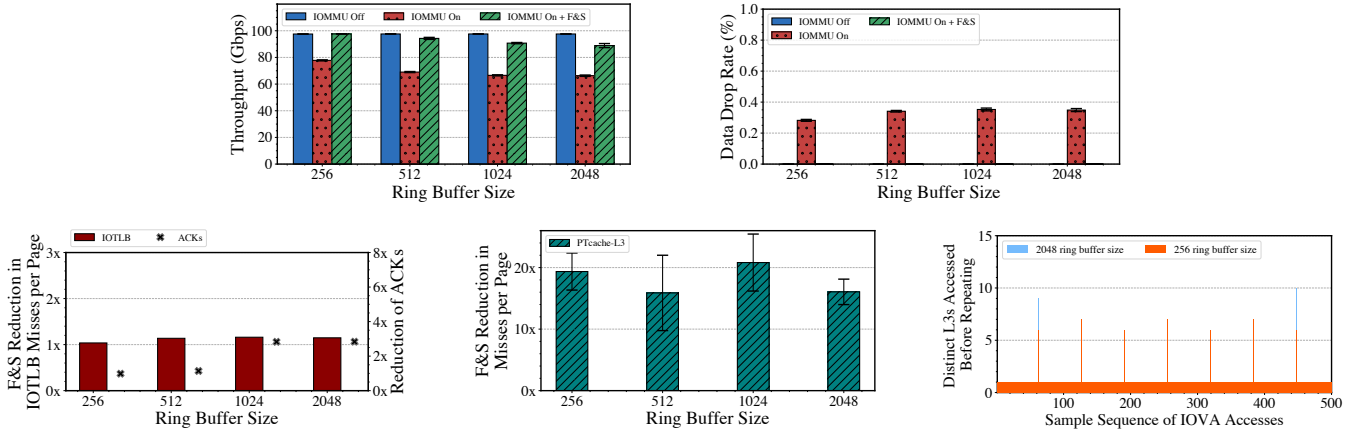 IOMMU Off
IOMMU On
IOMMU On + F&S
Throughput (Gbps)
100
80
60
40
20
0
256
512
1024
2048
Ring Buffer Size
IOMMU Off
IOMMU On
IOMMU On + F&S
Data Drop Rate (%)
1.0
0.8
0.6
0.4
0.2
0.0
256
512
1024
2048
Ring Buffer Size
IOTLB
ACKs
F&S Reduction in
IOTLB Misses per Page
3x
2x
1x
0x
256
512
1024
2048
Ring Buffer Size
8x
6x
4x
2x
0x
Reduction of ACKs
PTcache-L3
F&S Reduction in
Misses per Page
20x
10x
0x
256
512
1024
2048
Ring Buffer Size
2048 ring buffer size
256 ring buffer size
Distinct L3s Accessed
Before Repeating
15
10
5
0
100
200
300
400
500
Sample Sequence of IOVA Accesses